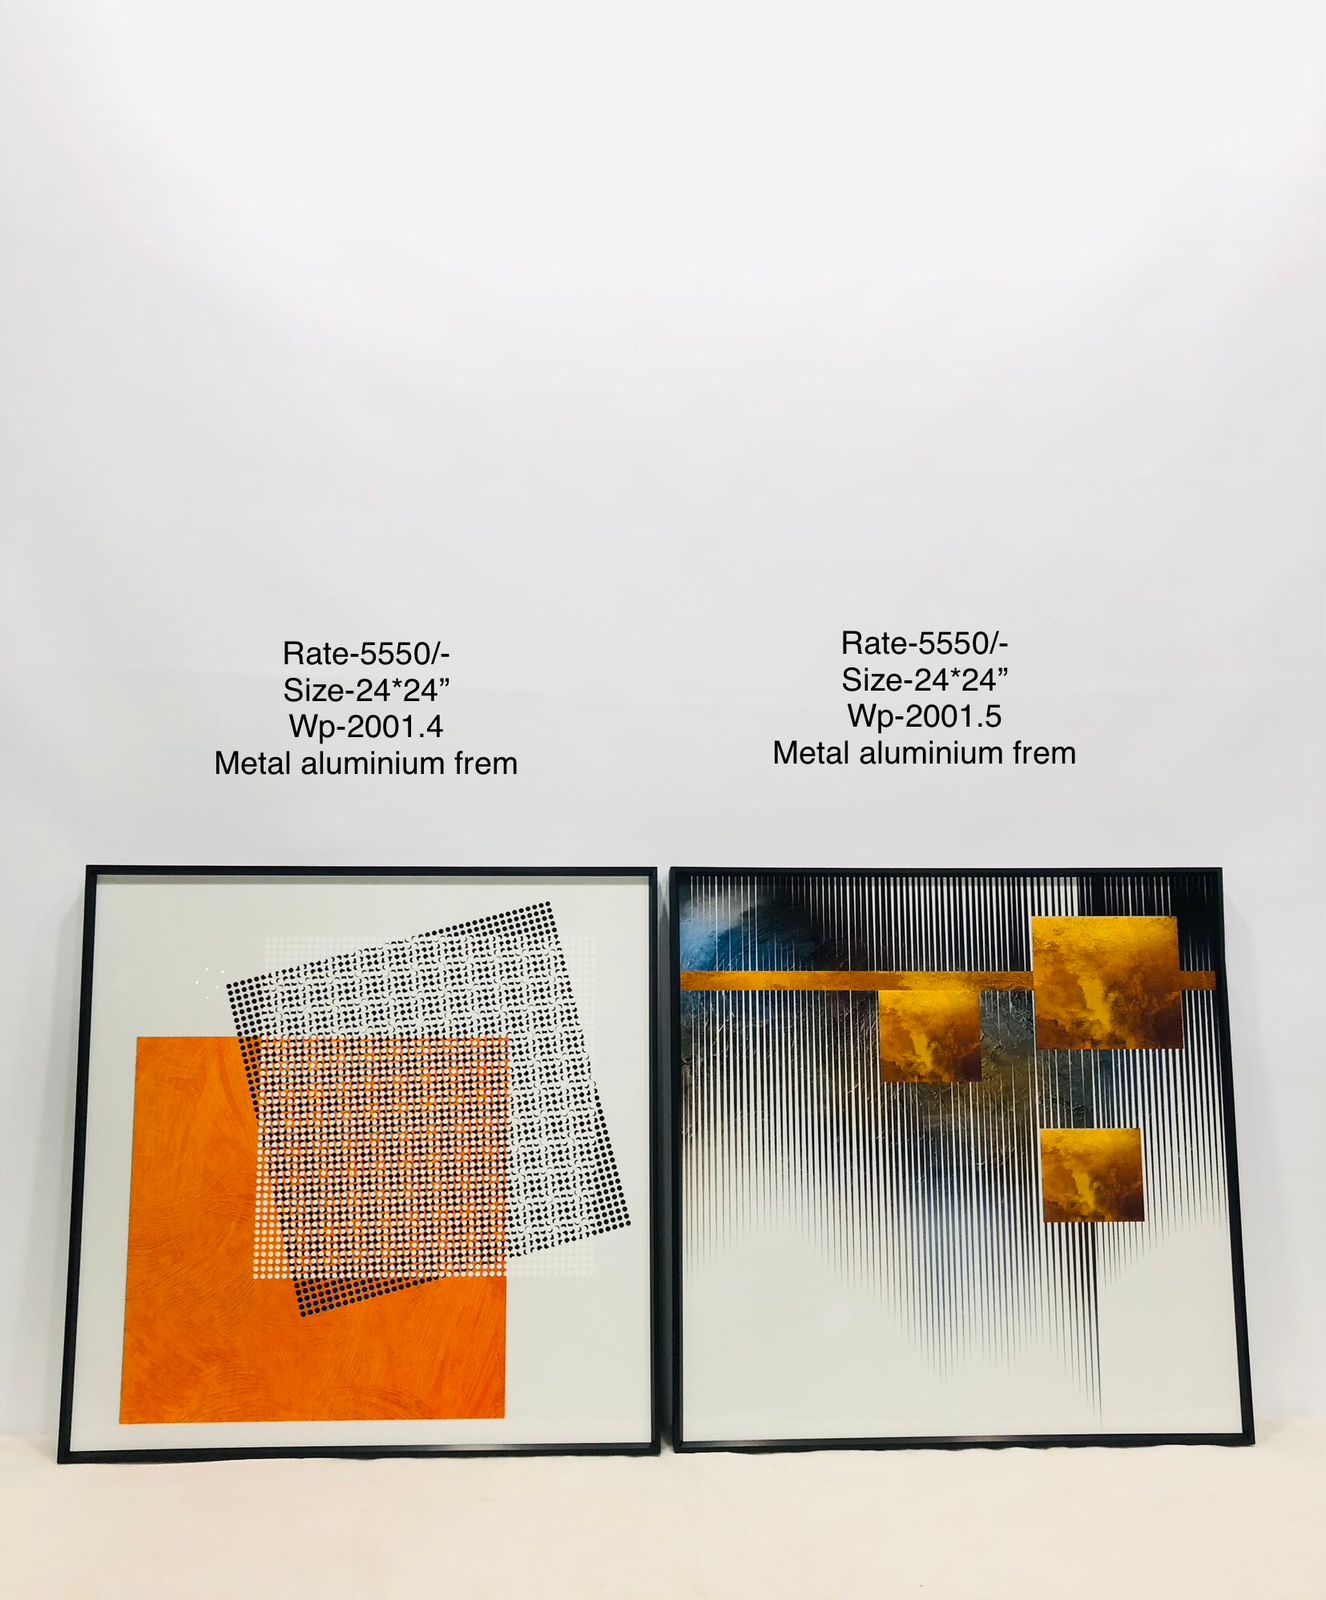 Rate-5550/-
Size-24*24”
Wp-2001.4
Metal aluminium frem
Rate-5550/-
Size-24*24”
Wp-2001.5
Metal aluminium frem